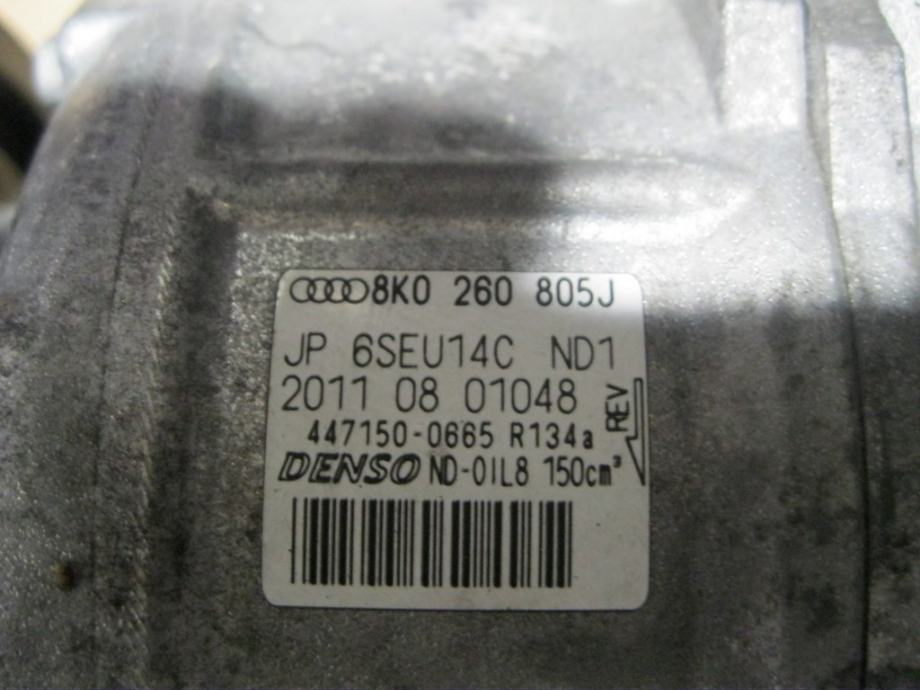 8K0 260 805J
JP 6SEU14C ND1
2011 08 01048
REV
447150-0665 R134a
DENSO ND-OIL8 150cm³